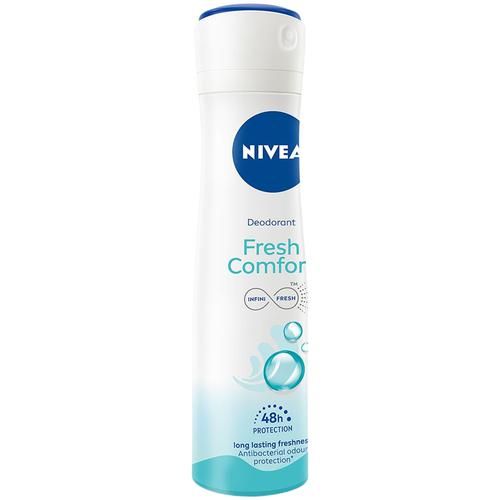 NIVEA
Deodorant
Fresh
Comfor
TM
INFINI FRESH
48h
PROTECTION
long lasting freshness
Antibacterial odour
protection*